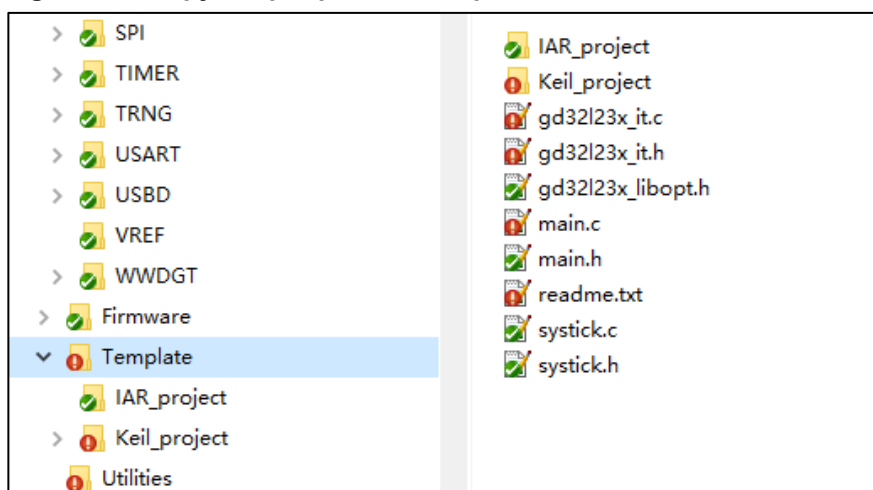 SPI
TIMER
TRNG
USART
USBD
VREF
WWDGT
Firmware
Template
IAR_project
Keil_project
Utilities
IAR_project
Keil_project
gd32l23x_it.c
gd32l23x_it.h
gd32l23x_libopt.h
main.c
main.h
readme.txt
systick.c
systick.h